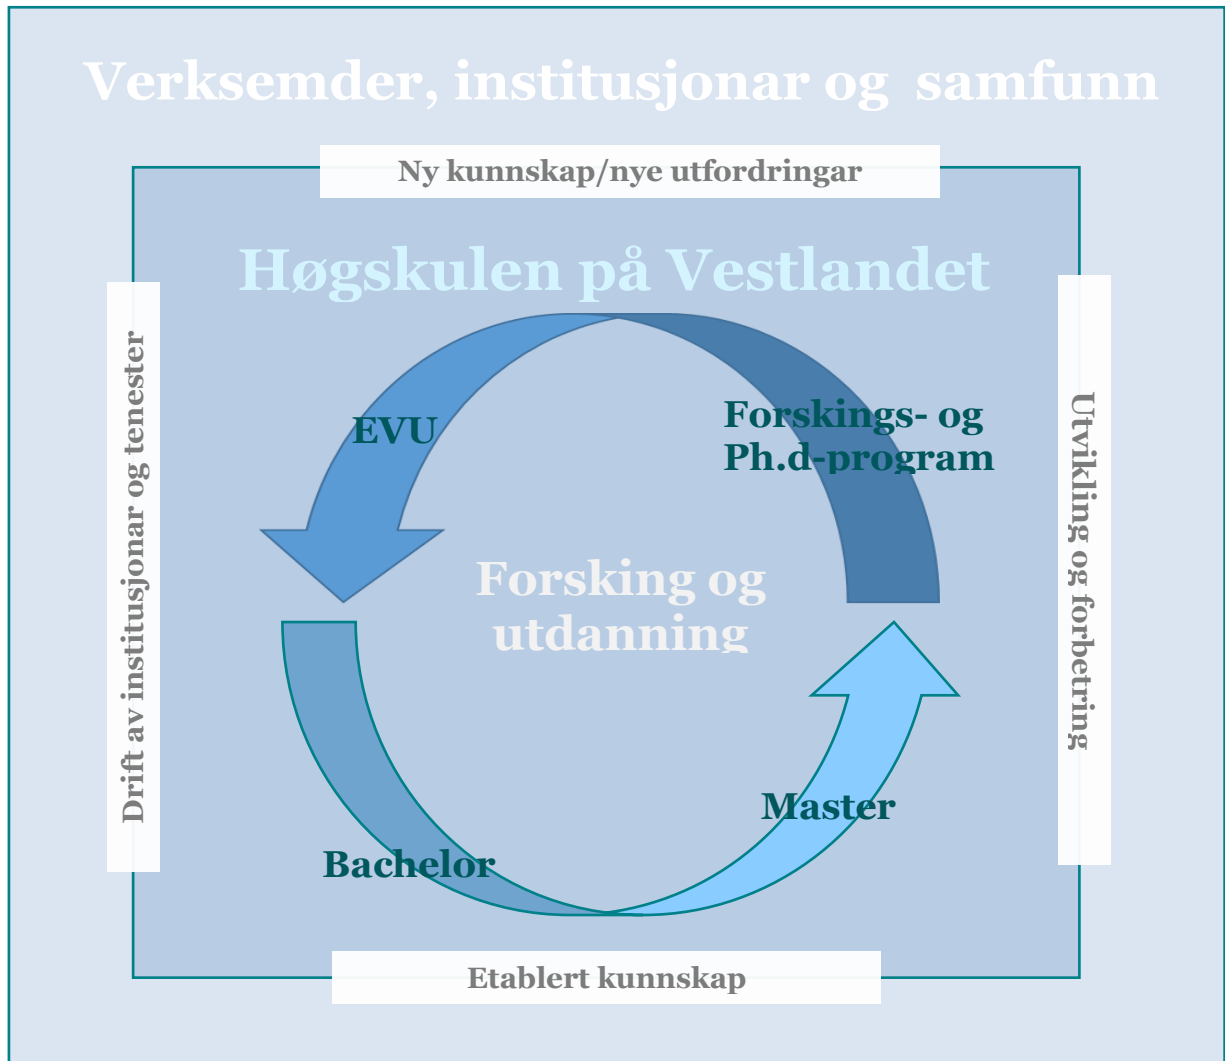 Verksemder, institusjonar og samfunn
Ny kunnskap/nye utfordringar
Høgskulen på Vestlandet
Drift av institusjonar og tenester
EVU
Forskings- og
Ph.d-program
Utvikling og forbetring
Forsking og
utdanning
Master
Bachelor
Etablert kunnskap